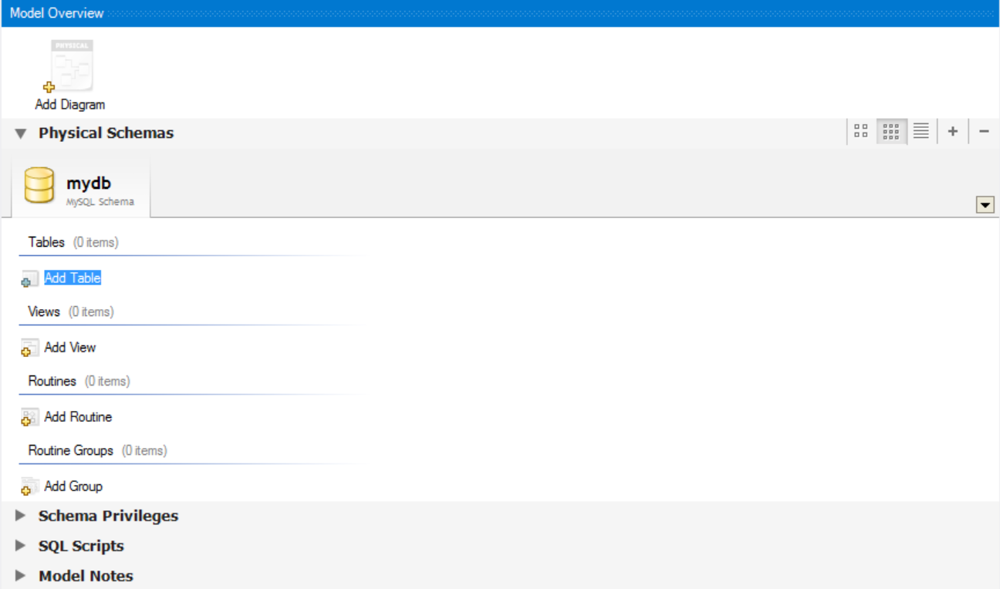 Model Overview
PHYSICAL
Add Diagram
Physical Schemas
mydb
MySQL Schema
Tables (0 items)
Add Table
Views (0 items)
Add View
Routines (0 items)
Add Routine
Routine Groups (0 items)
Add Group
Schema Privileges
SQL Scripts
Model Notes